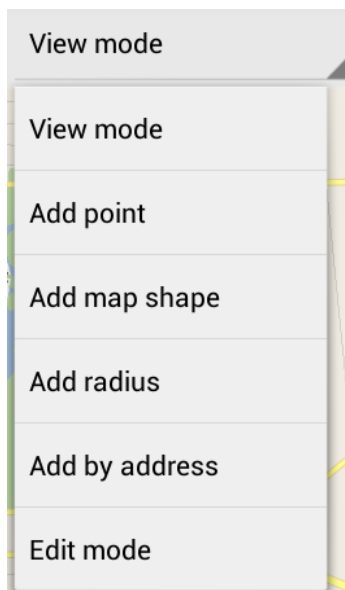 View mode
View mode
Add point
Add map shape
Add radius
Add by address
Edit mode